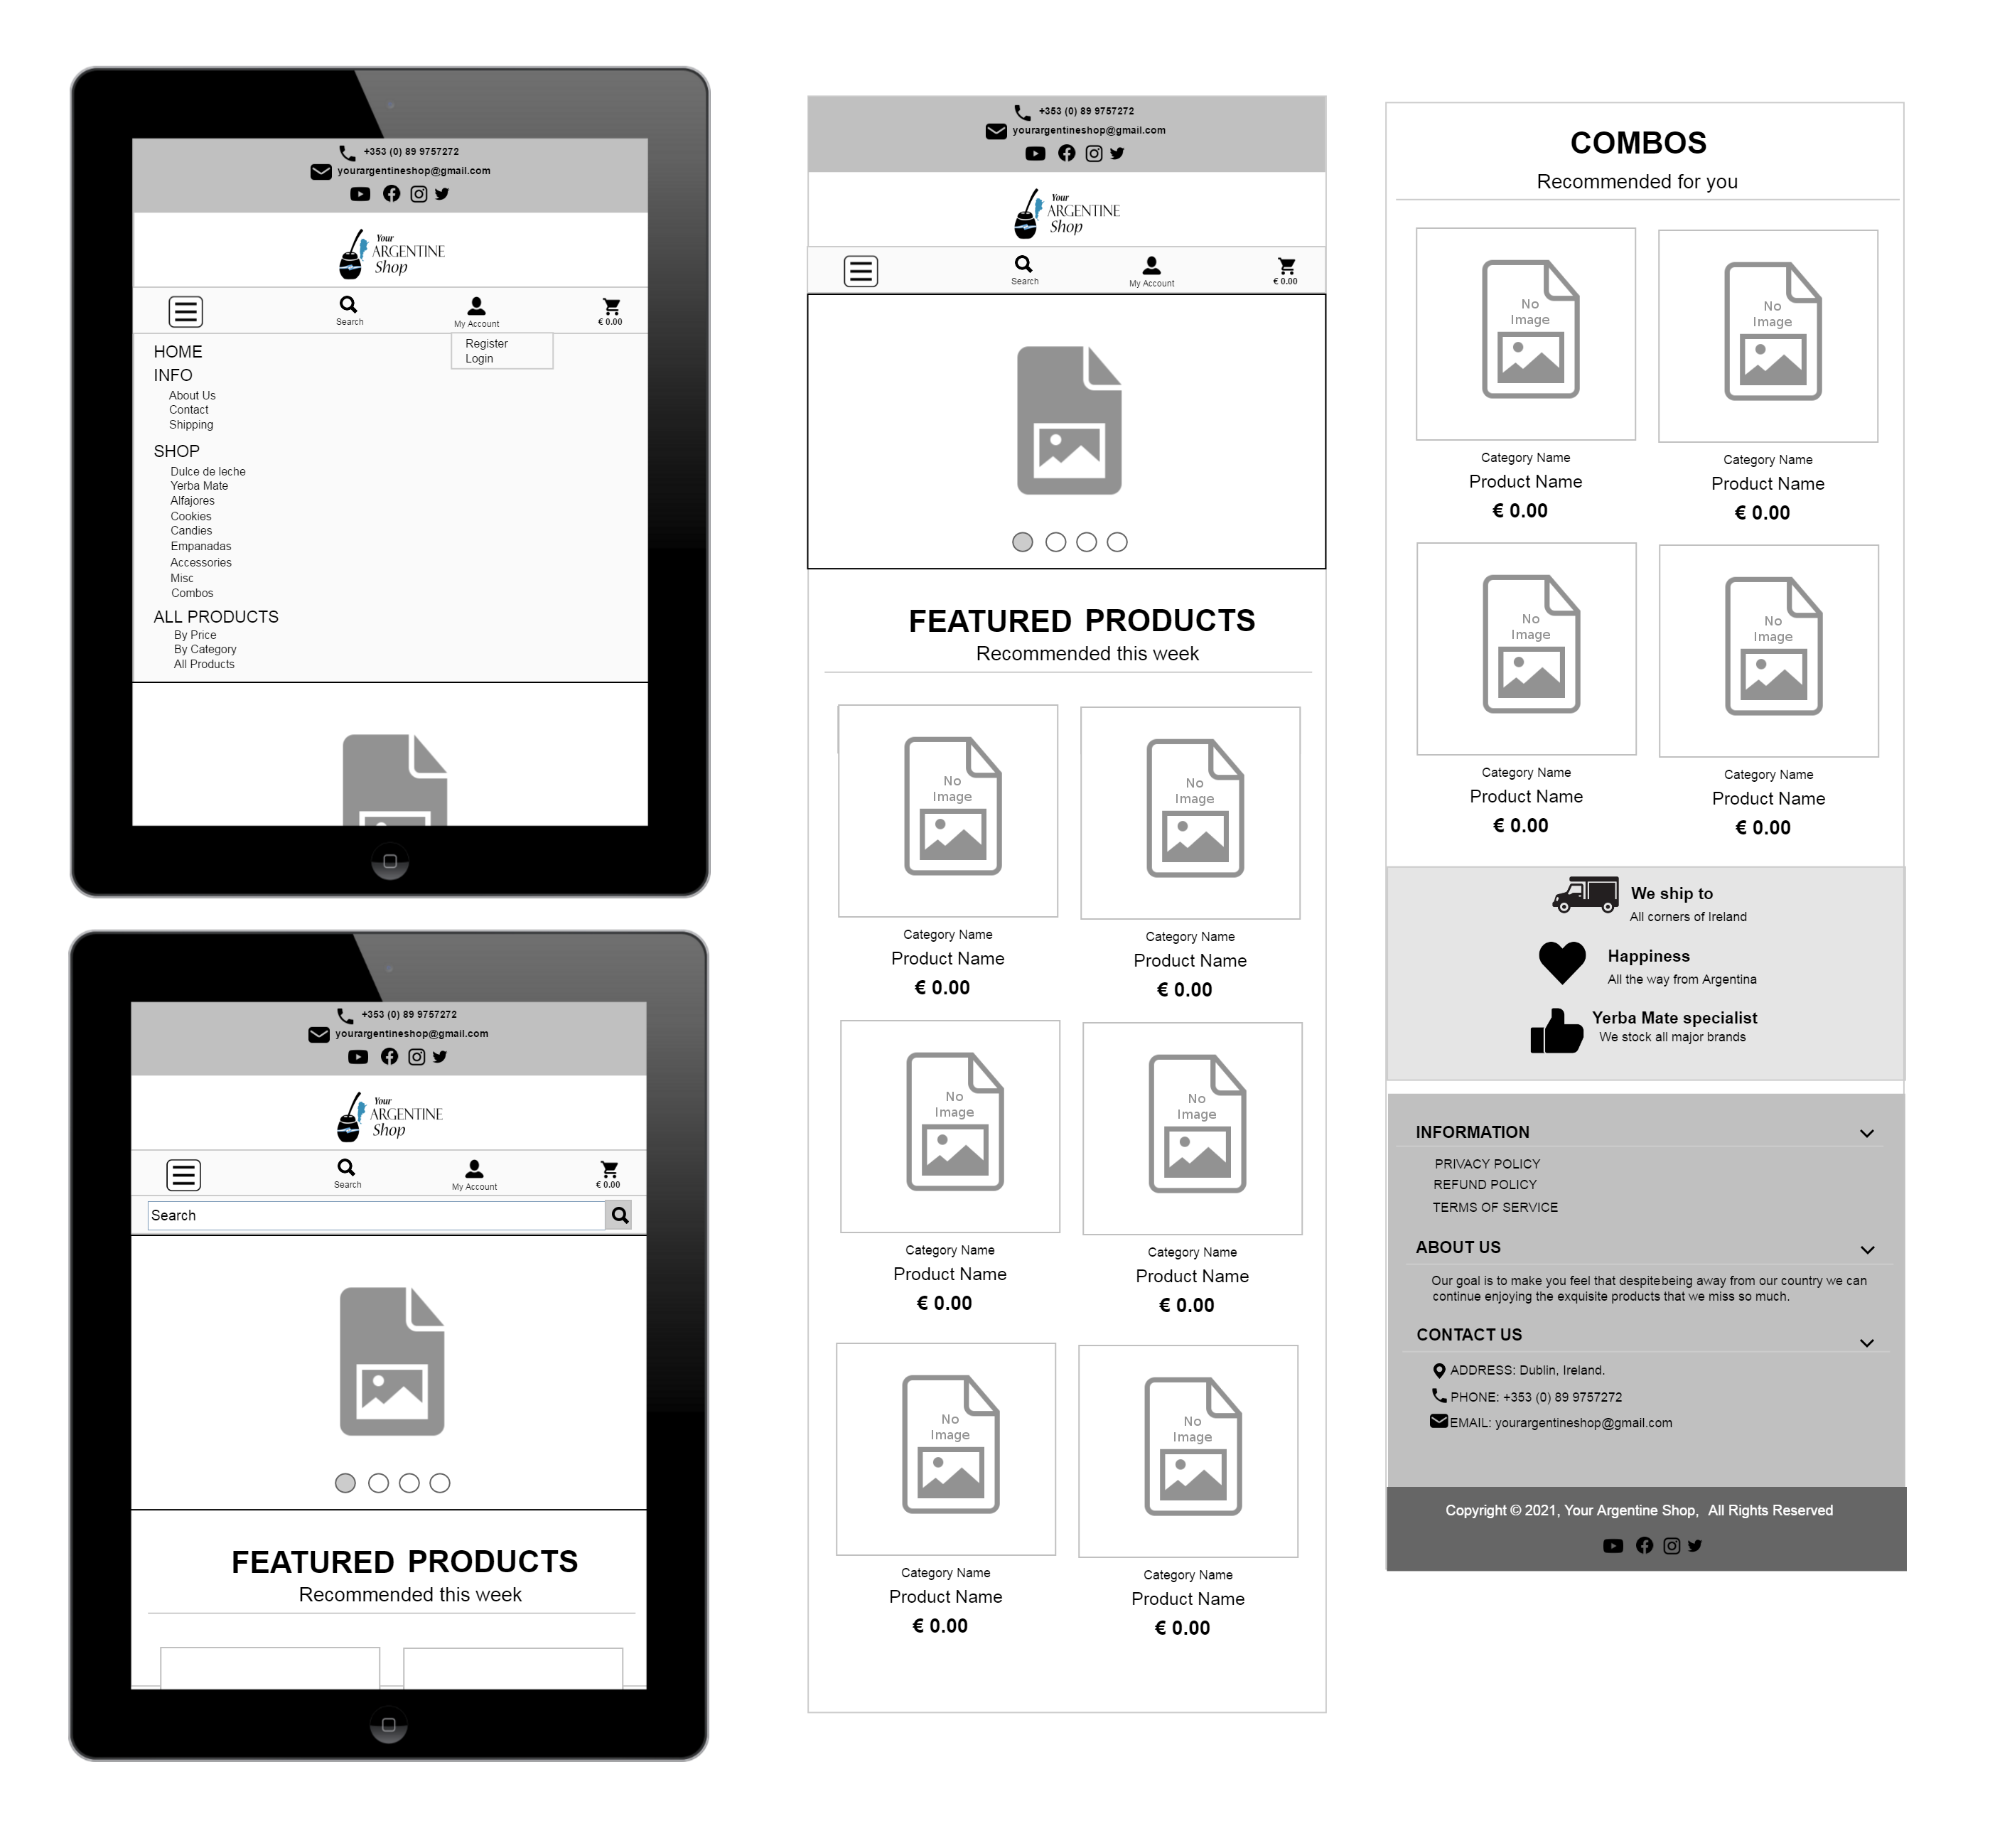 +353 (0) 89 9757272
yourargentineshop@gmail.com
Your
ARGENTINE
Shop
Search
My Account
€ 0.00
Register
Login
HOME
INFO
About Us
Contact
Shipping
SHOP
Dulce de leche
Yerba Mate
Alfajores
Cookies
Candies
Empanadas
Accessories
Misc
Combos
ALL PRODUCTS
By Price
By Category
All Products
+353 (0) 89 9757272
yourargentineshop@gmail.com
Your
ARGENTINE
Shop
Search
My Account
€ 0.00
Search
FEATURED PRODUCTS
Recommended this week
+353 (0) 89 9757272
yourargentineshop@gmail.com
Your
ARGENTINE
Shop
Search
My Account
€ 0.00
FEATURED PRODUCTS
Recommended this week
No
Image
Category Name
Product Name
€ 0.00
No
Image
Category Name
Product Name
€ 0.00
No
Image
Category Name
Product Name
€ 0.00
No
Image
Category Name
Product Name
€ 0.00
No
Image
Category Name
Product Name
€ 0.00
No
Image
Category Name
Product Name
€ 0.00
COMBOS
Recommended for you
No
Image
Category Name
Product Name
€ 0.00
No
Image
Category Name
Product Name
€ 0.00
No
Image
Category Name
Product Name
€ 0.00
No
Image
Category Name
Product Name
€ 0.00
We ship to
All corners of Ireland
Happiness
All the way from Argentina
Yerba Mate specialist
We stock all major brands
INFORMATION
PRIVACY POLICY
REFUND POLICY
TERMS OF SERVICE
ABOUT US
Our goal is to make you feel that despitebeing away from our country we can
continue enjoying the exquisite products that we miss so much.
CONTACT US
ADDRESS: Dublin, Ireland.
PHONE: +353 (0) 89 9757272
EMAIL: yourargentineshop@gmail.com
Copyright © 2021, Your Argentine Shop, All Rights Reserved